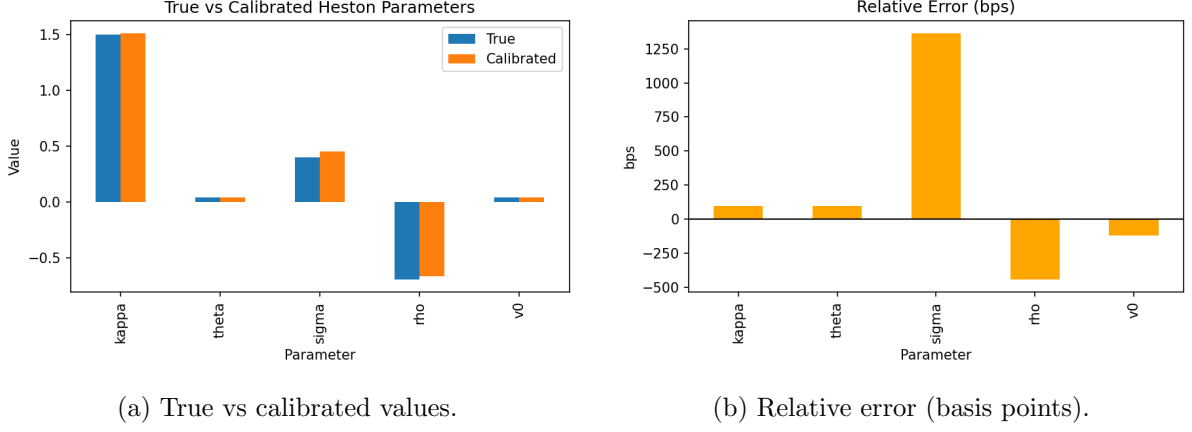 True vs Calibrated Heston Parameters
True
Calibrated
1.5
1.0
0.5
0.0
−0.5
Value
kappa
theta
sigma
rho
v0
Parameter
(a) True vs calibrated values.
Relative Error (bps)
1250
1000
750
500
250
0
−250
−500
bps
kappa
theta
sigma
rho
v0
Parameter
(b) Relative error (basis points).